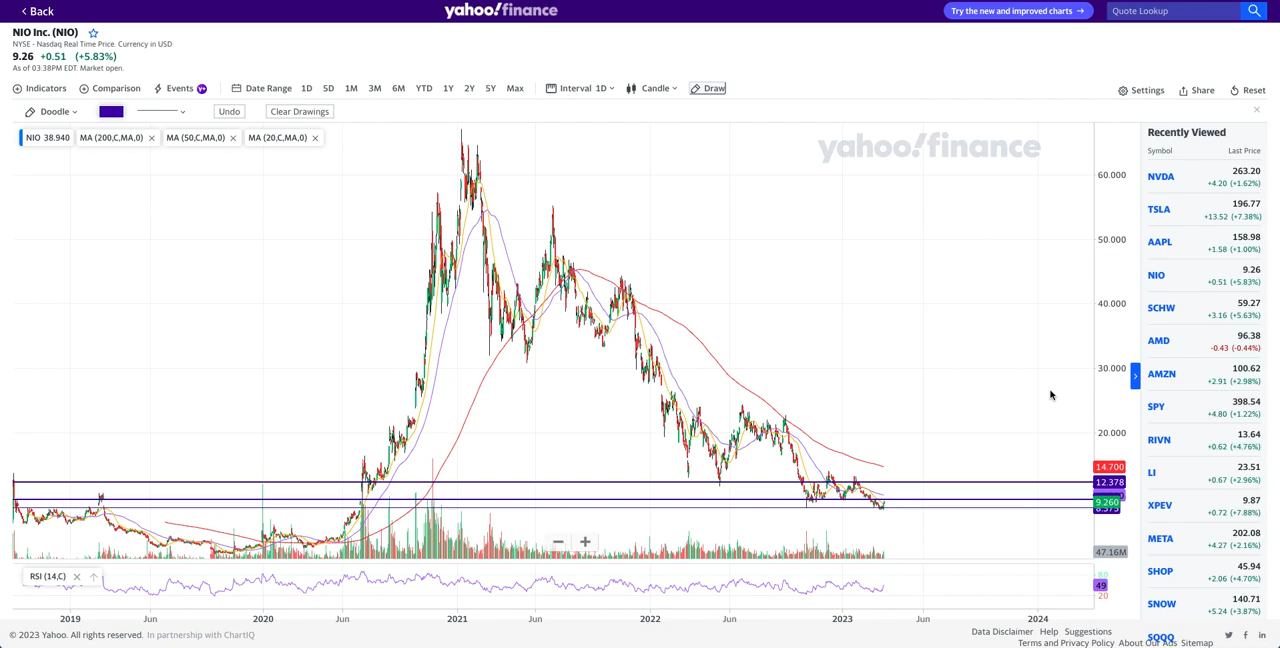 Back
yahoo!finance
Try the new and improved charts →
Quote Lookup
NIO Inc. (NIO)
NYSE - Nasdaq Real Time Price. Currency in USD
9.26 +0.51 (+5.83%)
As of 03:38PM EDT. Market open.
Indicators Comparison Events Y+ Date Range 1D 5D 1M 3M 6M YTD 1Y 2Y 5Y Max Interval 1D Candle Draw Settings Share Reset
Doodle Undo Clear Drawings
NIO 38.940 MA (200,C,MA,0) MA (50,C,MA,0) MA (20,C,MA,0)
yahoo!finance
60.000
50.000
40.000
30.000
20.000
14.700
12.378
9.260
47.16M
RSI (14,C)
80
49
20
2019 Jun 2020 Jun 2021 Jun 2022 Jun 2023 Jun 2024
Recently Viewed
Symbol Last Price
NVDA 263.20
+4.20 (+1.62%)
TSLA 196.77
+13.52 (+7.38%)
AAPL 158.98
+1.58 (+1.00%)
NIO 9.26
+0.51 (+5.83%)
SCHW 59.27
+3.16 (+5.63%)
AMD 96.38
-0.43 (-0.44%)
AMZN 100.62
+2.91 (+2.98%)
SPY 398.54
+4.80 (+1.22%)
RIVN 13.64
+0.62 (+4.76%)
LI 23.51
+0.67 (+2.96%)
XPEV 9.87
+0.72 (+7.88%)
META 202.08
+4.27 (+2.16%)
SHOP 45.94
+2.06 (+4.70%)
SNOW 140.71
+5.24 (+3.87%)
SQQQ
© 2023 Yahoo. All rights reserved. In partnership with ChartIQ
Data Disclaimer Help Suggestions
Terms and Privacy Policy About Our Ads Sitemap